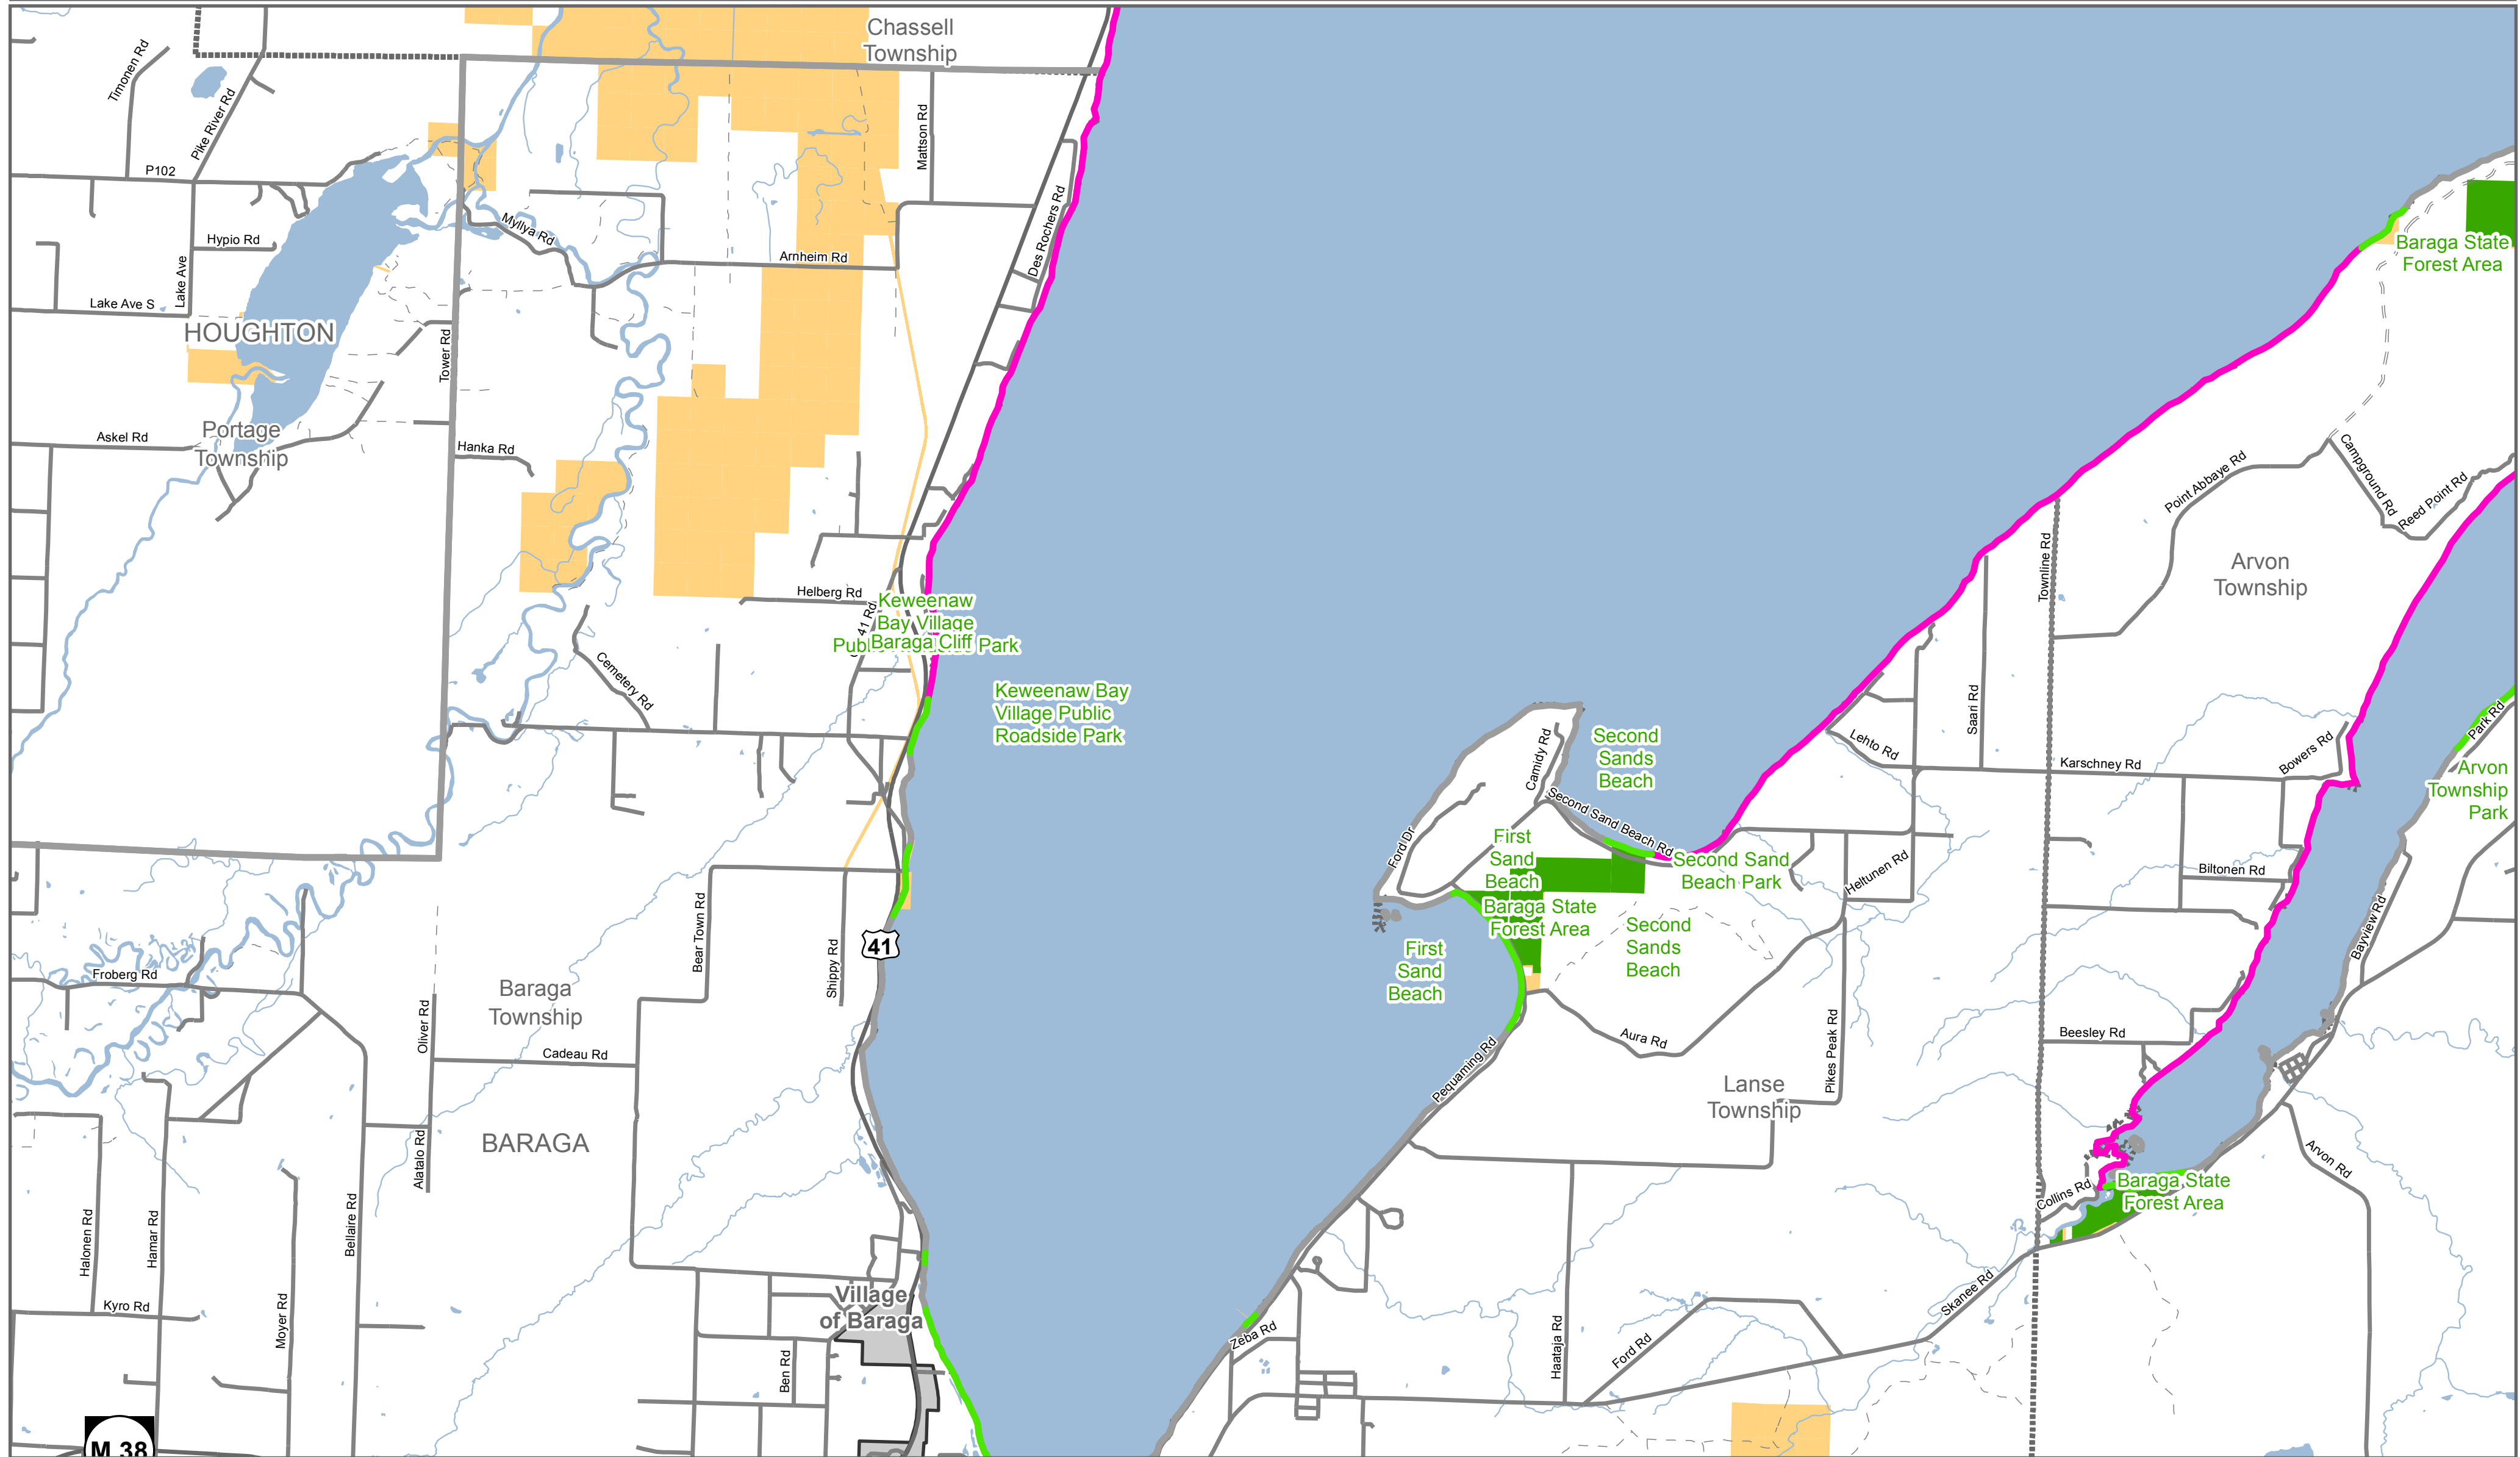 Chassell
Township
Timonen Rd
Pike River Rd
P102
Mattson Rd
Des Rochers Rd
Myllya Rd
Hypio Rd
Arnheim Rd
Lake Ave
Lake Ave S
HOUGHTON
Tower Rd
Baraga State
Forest Area
Portage
Township
Askel Rd
Hanka Rd
Point Abbaye Rd
Campground Rd
Reed Point Rd
Townline Rd
Arvon
Township
Helberg Rd
41 Rd
Keweenaw
Bay Village
Baraga Cliff
Park
Cemetery Rd
Keweenaw Bay
Village Public
Roadside Park
Saari Rd
Park Rd
Camidy Rd
Second
Sands
Beach
Lehto Rd
Karschney Rd
Bowers Rd
Arvon
Township
Park
Second Sand Beach Rd
Ford Dr
First
Sand
Beach
Second Sand
Beach Park
Heltunen Rd
Biltonen Rd
Baraga State
Forest Area
Second
Sands
Beach
First
Sand
Beach
Bear Town Rd
Shippy Rd
41
Bayview Rd
Froberg Rd
Baraga
Township
Oliver Rd
Cadeau Rd
Aura Rd
Pequaming Rd
Pikes Peak Rd
Beesley Rd
Lanse
Township
BARAGA
Alatalo Rd
Arvon Rd
Collins Rd
Baraga State
Forest Area
Halonen Rd
Hamar Rd
Bellaire Rd
Kyro Rd
Moyer Rd
Village
of Baraga
Skanee Rd
Zeba Rd
Haataja Rd
Ford Rd
Ben Rd
M 38